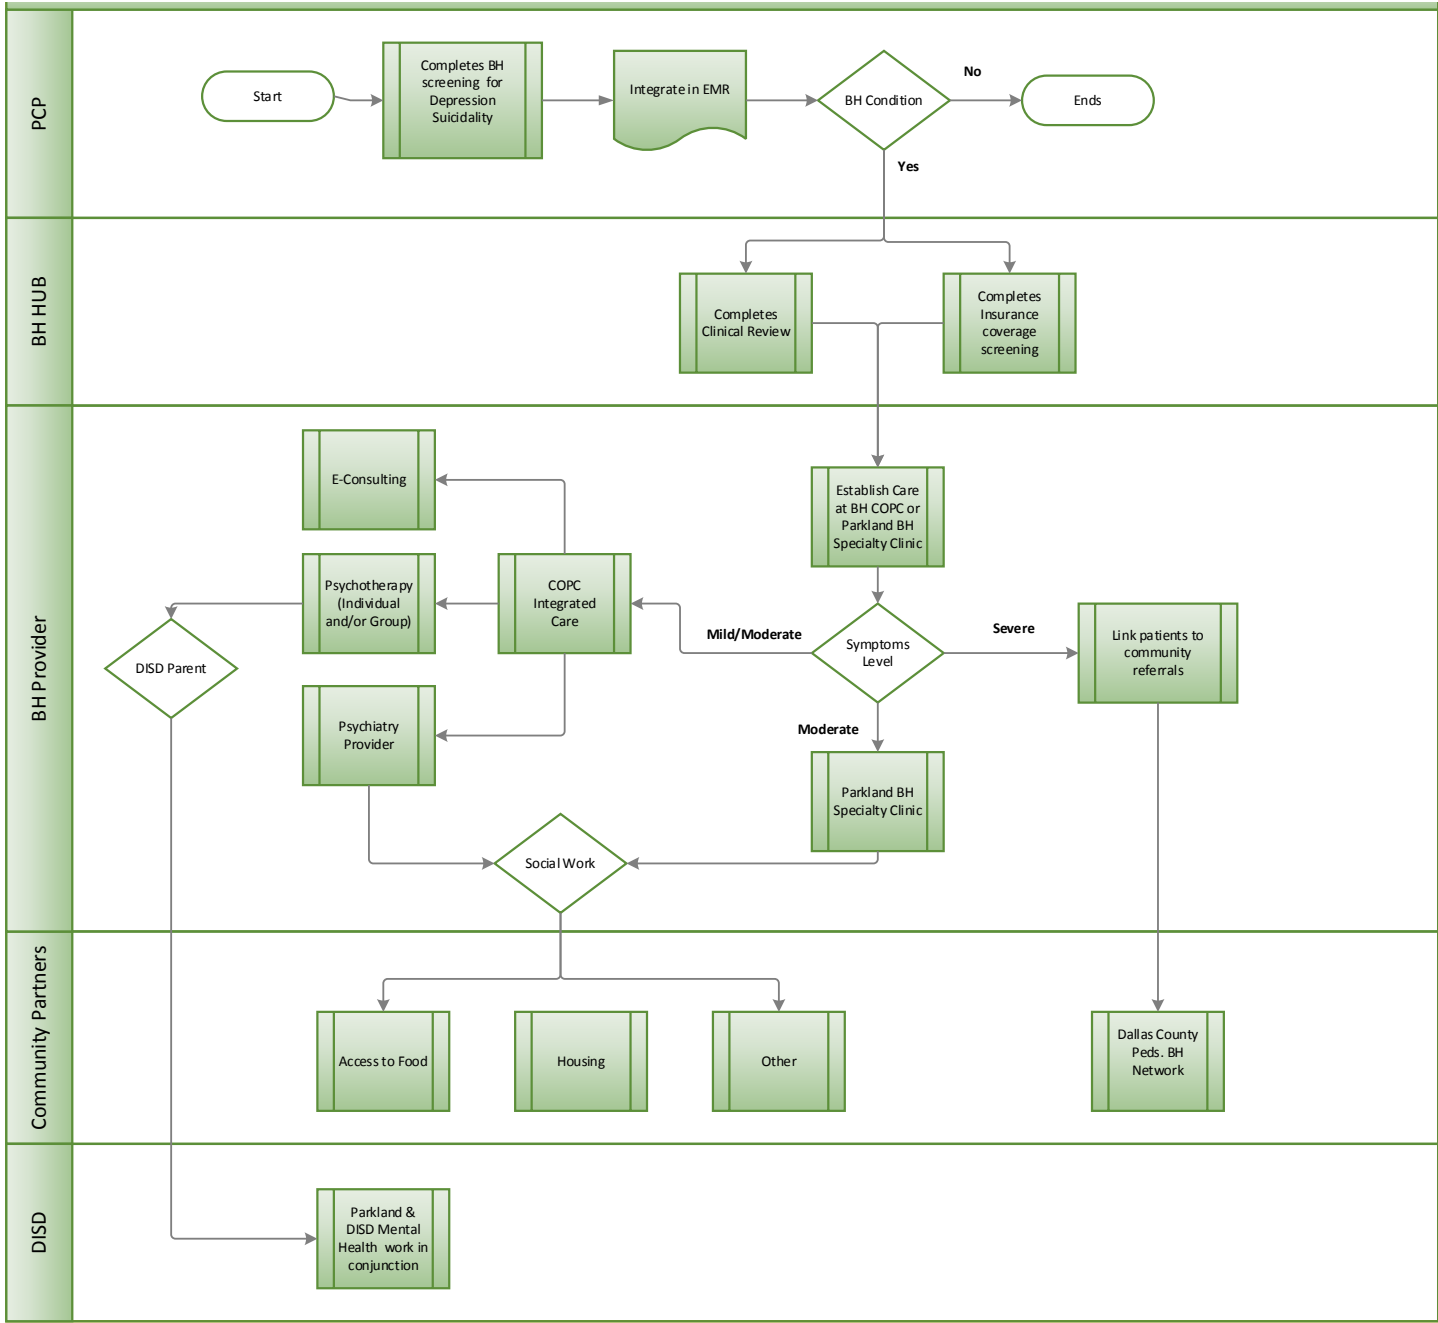 PCP
Start
Completes BH
screening for
Depression
Suicidality
Integrate in EMR
BH Condition
No
Ends
Yes
BH HUB
Completes
Clinical Review
Completes
Insurance
coverage
screening
BH Provider
E-Consulting
Establish Care
at BH COPC or
Parkland BH
Specialty Clinic
Psychotherapy
(Individual
and/or Group)
COPC
Integrated
Care
Mild/Moderate
Symptoms
Level
Severe
Link patients to
community
referrals
DISD Parent
Psychiatry
Provider
Moderate
Parkland BH
Specialty Clinic
Social Work
Community Partners
Access to Food
Housing
Other
Dallas County
Peds. BH
Network
DISD
Parkland &
DISD Mental
Health work in
conjunction